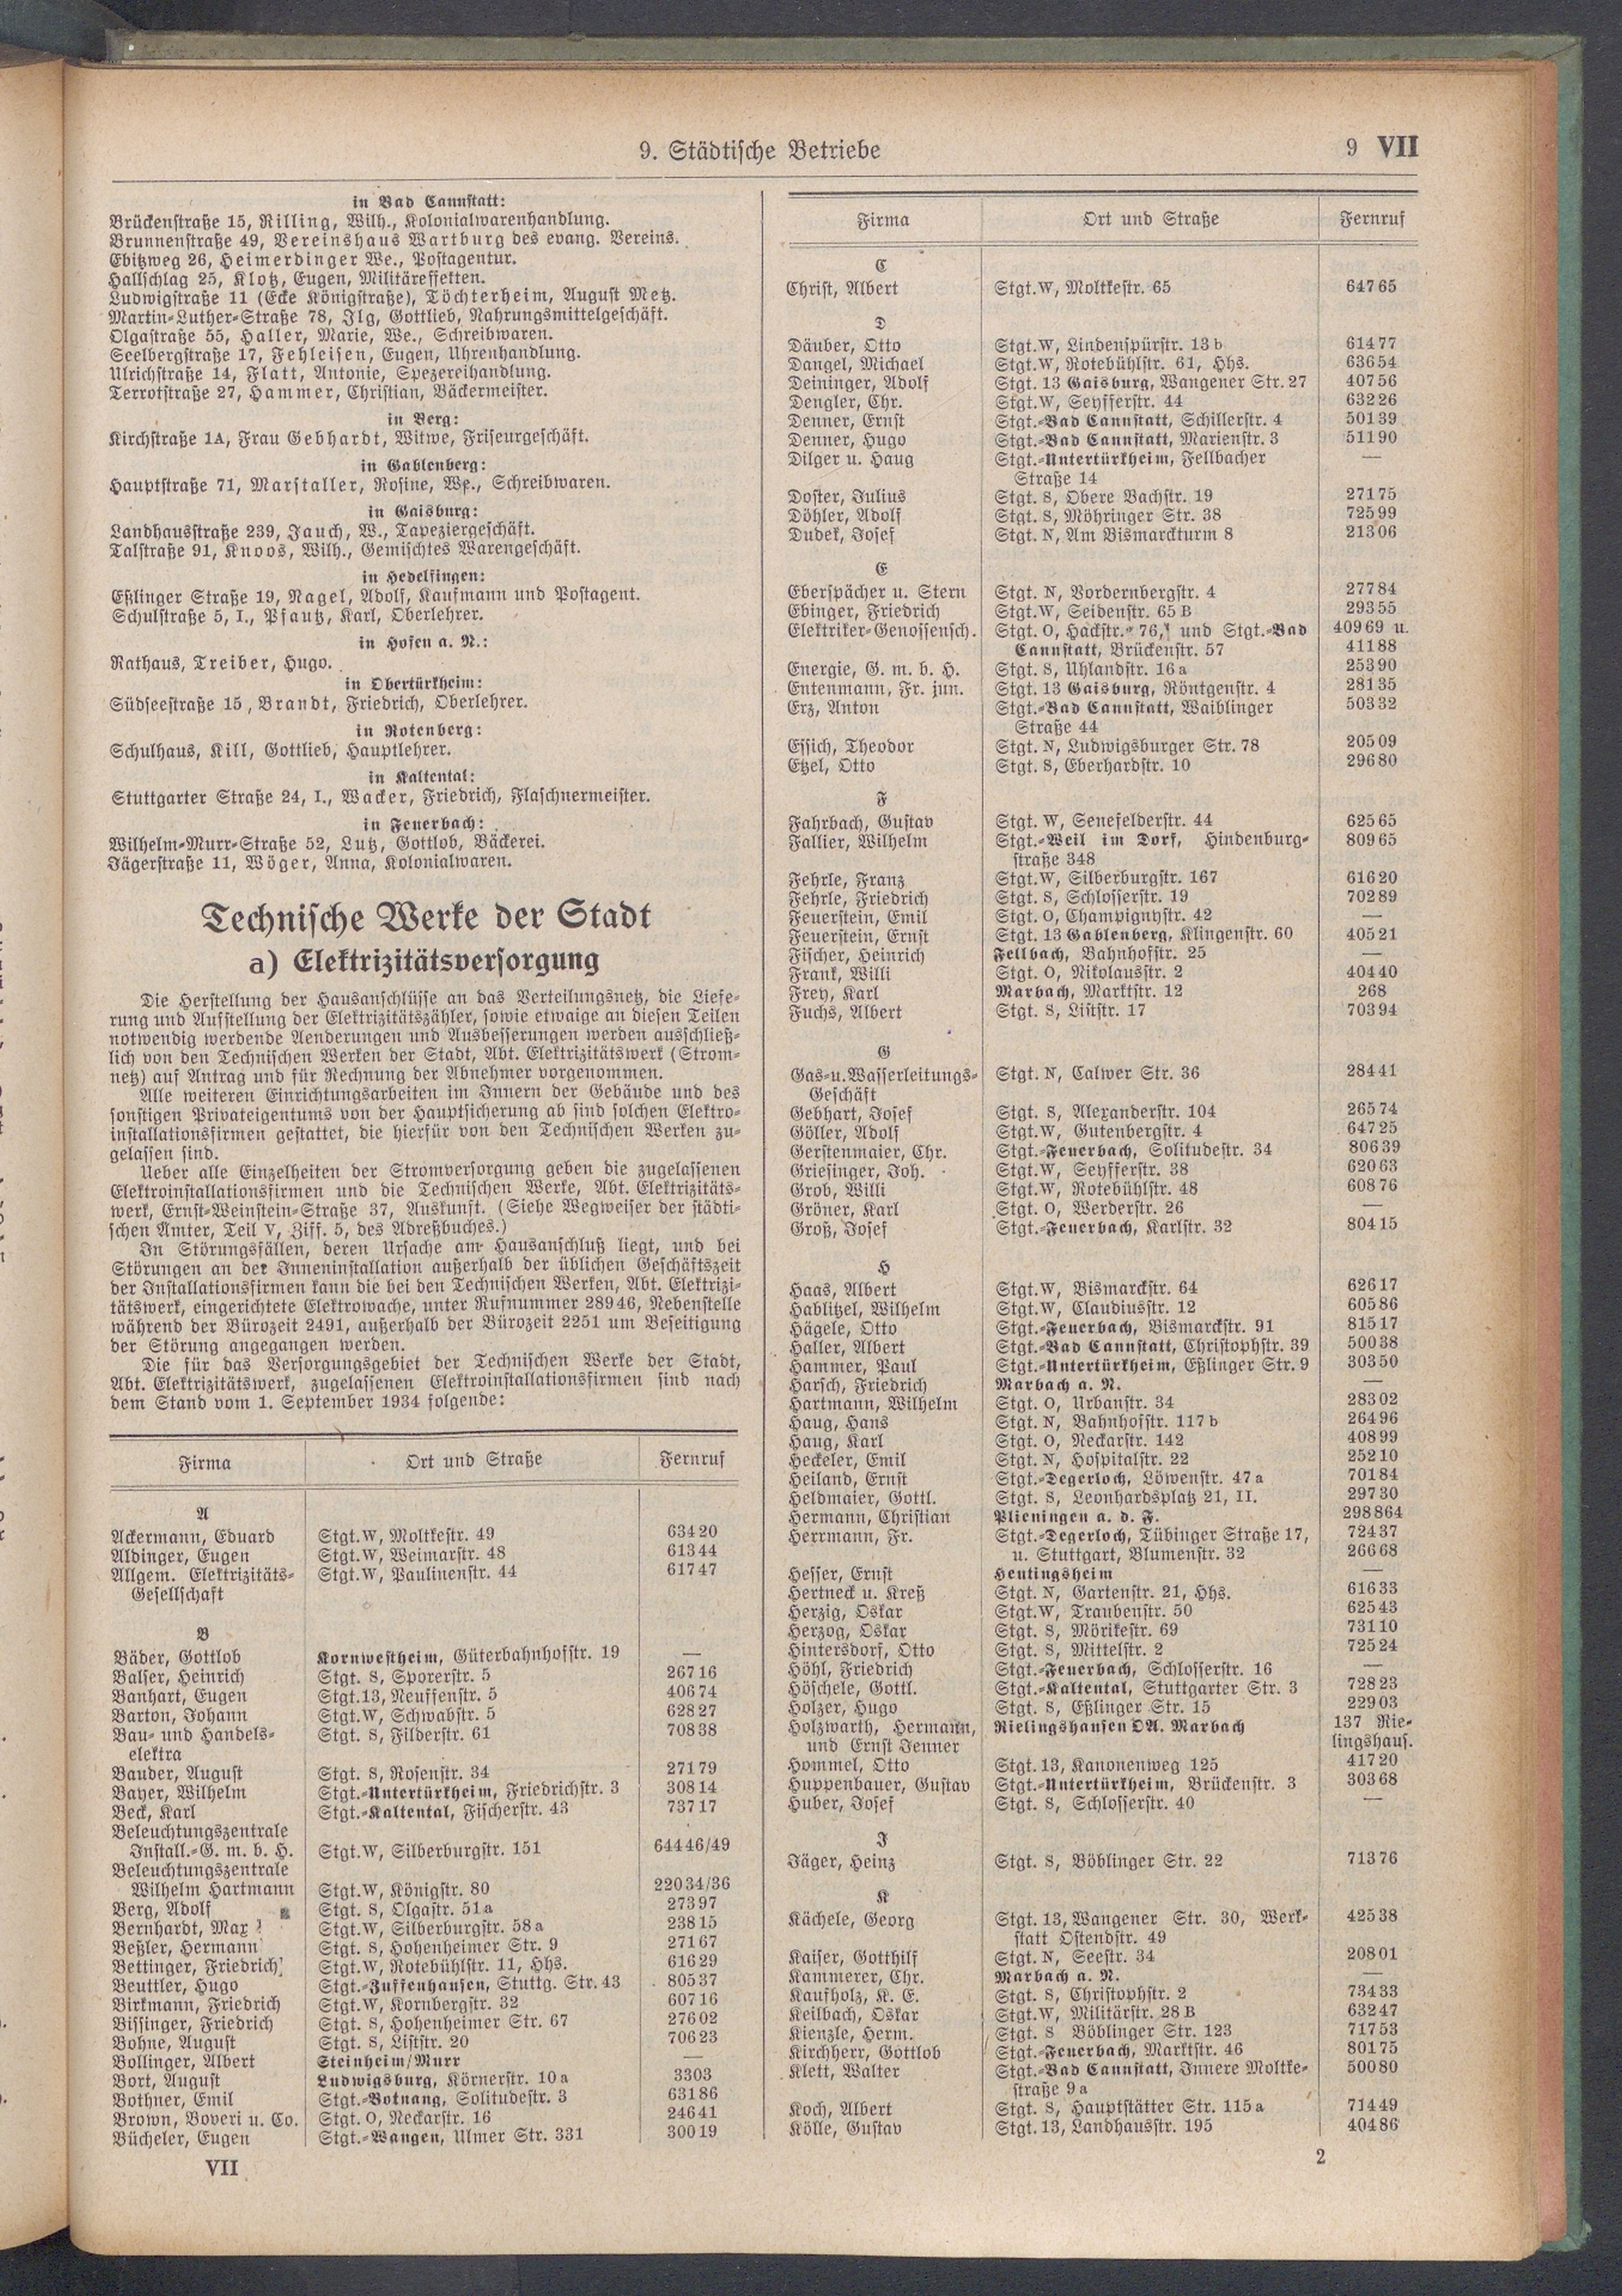 9. Städtische Betriebe
9 VII
in Bad Cannstatt:
Brückenstraße 15, Rilling, Wilh., Kolonialwarenhandlung.
Brunnenstraße 49, Vereinshaus Wartburg des evang. Vereins.
Ebitzweg 26, Heimerdinger We., Postagentur.
Hallschlag 25, Klotz, Eugen, Militäreffekten.
Ludwigstraße 11 (Ecke Königstraße), Töchterheim, August Metz.
Martin-Luther-Straße 78, Ilg, Gottlieb, Nahrungsmittelgeschäft.
Olgastraße 55, Haller, Marie, We., Schreibwaren.
Seelbergstraße 17, Fehleisen, Eugen, Uhrenhandlung.
Ulrichstraße 14, Flatt, Antonie, Spezereihandlung.
Terrotstraße 27, Hammer, Christian, Bäckermeister.
in Berg:
Kirchstraße 1A, Frau Gebhardt, Witwe, Friseurgeschäft.
in Gablenberg:
Hauptstraße 71, Marstaller, Rosine, We., Schreibwaren.
in Gaisburg:
Landhausstraße 239, Jauch, W., Tapeziergeschäft.
Talstraße 91, Knoos, Wilh., Gemischtes Warengeschäft.
in Hedelfingen:
Eßlinger Straße 19, Nagel, Adolf, Kaufmann und Postagent.
Schulstraße 5, I., Pfautz, Karl, Oberlehrer.
in Hofen a. N.:
Rathaus, Treiber, Hugo.
in Obertürkheim:
Südseestraße 15, Brandt, Friedrich, Oberlehrer.
in Rotenberg:
Schulhaus, Kill, Gottlieb, Hauptlehrer.
in Kaltental:
Stuttgarter Straße 24, I., Wacker, Friedrich, Flaschnermeister.
in Feuerbach:
Wilhelm-Murr-Straße 52, Lutz, Gottlob, Bäckerei.
Jägerstraße 11, Wöger, Anna, Kolonialwaren.
Technische Werke der Stadt
a) Elektrizitätsversorgung
Die Herstellung der Hausanschlüsse an das Verteilungsnetz, die Liefe-
rung und Aufstellung der Elektrizitätszähler, sowie etwaige an diesen Teilen
notwendig werdende Aenderungen und Ausbesserungen werden ausschließ-
lich von den Technischen Werken der Stadt, Abt. Elektrizitätswerk (Strom-
netz) auf Antrag und für Rechnung der Abnehmer vorgenommen.
Alle weiteren Einrichtungsarbeiten im Innern der Gebäude und des
sonstigen Privateigentums von der Hauptsicherung ab sind solchen Elektro-
installationsfirmen gestattet, die hierfür von den Technischen Werken zu-
gelassen sind.
Ueber alle Einzelheiten der Stromversorgung geben die zugelassenen
Elektroinstallationsfirmen und die Technischen Werke, Abt. Elektrizitäts-
werk, Ernst-Weinstein-Straße 37, Auskunft. (Siehe Wegweiser der städti-
schen Ämter, Teil V, Ziff. 5, des Adreßbuches.)
In Störungsfällen, deren Ursache am Hausanschluß liegt, und bei
Störungen an der Inneninstallation außerhalb der üblichen Geschäftszeit
der Installationsfirmen kann die bei den Technischen Werken, Abt. Elektrizi-
tätswerk, eingerichtete Elektrowache, unter Rufnummer 28946, Nebenstelle
während der Bürozeit 2491, außerhalb der Bürozeit 2251 um Beseitigung
der Störung angegangen werden.
Die für das Versorgungsgebiet der Technischen Werke der Stadt,
Abt. Elektrizitätswerk, zugelassenen Elektroinstallationsfirmen sind nach
dem Stand vom 1. September 1934 folgende:
Firma Ort und Straße Fernruf
A
Ackermann, Eduard Stgt.W, Moltkestr. 49 63420
Aldinger, Eugen Stgt.W, Weimarstr. 48 61344
Allgem. Elektrizitäts- Stgt.W, Paulinenstr. 44 61747
Gesellschaft
B
Bäder, Gottlob Kornwestheim, Güterbahnhofstr. 19 —
Balser, Heinrich Stgt. S, Sporerstr. 5 26716
Banhart, Eugen Stgt.13, Neuffenstr. 5 40674
Barton, Johann Stgt.W, Schwabstr. 5 62827
Bau- und Handels- Stgt. S, Filderstr. 61 70838
elektra
Bauder, August Stgt. S, Rosenstr. 34 27179
Bayer, Wilhelm Stgt.-Untertürkheim, Friedrichstr. 3 30814
Beck, Karl Stgt.-Kaltental, Fischerstr. 43 73717
Beleuchtungszentrale
Install.-G. m. b. H. Stgt.W, Silberburgstr. 151 64446/49
Beleuchtungszentrale
Wilhelm Hartmann Stgt.W, Königstr. 80 22034/36
Berg, Adolf Stgt. S, Olgastr. 51a 27397
Bernhardt, Max Stgt.W, Silberburgstr. 58a 23815
Beßler, Hermann Stgt. S, Hohenheimer Str. 9 27167
Bettinger, Friedrich Stgt.W, Rotebühlstr. 11, Hhs. 61629
Beuttler, Hugo Stgt.-Zuffenhausen, Stuttg. Str. 43 80537
Birkmann, Friedrich Stgt.W, Kornbergstr. 32 60716
Bissinger, Friedrich Stgt. S, Hohenheimer Str. 67 27602
Bohne, August Stgt. S, Liststr. 20 70623
Bollinger, Albert Steinheim/Murr —
Bort, August Ludwigsburg, Körnerstr. 10a 3303
Bothner, Emil Stgt.-Botnang, Solitudestr. 3 63186
Brown, Boveri u. Co. Stgt. O, Neckarstr. 16 24641
Bücheler, Eugen Stgt.-Wangen, Ulmer Str. 331 30019
VII
Firma Ort und Straße Fernruf
C
Christ, Albert Stgt.W, Moltkestr. 65 64765
D
Däuber, Otto Stgt.W, Lindenspürstr. 13b 61477
Dangel, Michael Stgt.W, Rotebühlstr. 61, Hhs. 63654
Deininger, Adolf Stgt. 13 Gaisburg, Wangener Str. 27 40756
Dengler, Chr. Stgt.W, Seyfferstr. 44 63226
Denner, Ernst Stgt.-Bad Cannstatt, Schillerstr. 4 50139
Denner, Hugo Stgt.-Bad Cannstatt, Marienstr. 3 51190
Dilger u. Haug Stgt.-Untertürkheim, Fellbacher —
Straße 14
Doster, Julius Stgt. S, Obere Bachstr. 19 27175
Döhler, Adolf Stgt. S, Möhringer Str. 38 72599
Dudek, Josef Stgt. N, Am Bismarckturm 8 21306
E
Eberspächer u. Stern Stgt. N, Vordernbergstr. 4 27784
Ebinger, Friedrich Stgt.W, Seidenstr. 65B 29355
Elektriker-Genossensch. Stgt. O, Hackstr. 76, und Stgt.-Bad 40969 u.
Cannstatt, Brückenstr. 57 41188
Energie, G. m. b. H. Stgt. S, Uhlandstr. 16a 25390
Entenmann, Fr. jun. Stgt. 13 Gaisburg, Röntgenstr. 4 28135
Erz, Anton Stgt.-Bad Cannstatt, Waiblinger 50332
Straße 44
Essich, Theodor Stgt. N, Ludwigsburger Str. 78 20509
Etzel, Otto Stgt. S, Eberhardstr. 10 29680
F
Fahrbach, Gustav Stgt. W, Senefelderstr. 44 62565
Fallier, Wilhelm Stgt.-Weil im Dorf, Hindenburg- 80965
straße 348
Fehrle, Franz Stgt.W, Silberburgstr. 167 61620
Fehrle, Friedrich Stgt. S, Schlosserstr. 19 70289
Feuerstein, Emil Stgt. O, Champignystr. 42 —
Feuerstein, Ernst Stgt. 13 Gablenberg, Klingenstr. 60 40521
Fischer, Heinrich Fellbach, Bahnhofstr. 25 —
Frank, Willi Stgt. O, Nikolausstr. 2 40440
Frey, Karl Marbach, Marktstr. 12 268
Fuchs, Albert Stgt. S, Liststr. 17 70394
G
Gas-u.Wasserleitungs- Stgt. N, Calwer Str. 36 28441
Geschäft
Gebhart, Josef Stgt. S, Alexanderstr. 104 26574
Göller, Adolf Stgt.W, Gutenbergstr. 4 64725
Gerstenmaier, Chr. Stgt.-Feuerbach, Solitudestr. 34 80639
Griesinger, Joh. Stgt.W, Seyfferstr. 38 62063
Grob, Willi Stgt.W, Rotebühlstr. 48 60876
Gröner, Karl Stgt. O, Werderstr. 26 —
Groß, Josef Stgt.-Feuerbach, Karlstr. 32 80415
H
Haas, Albert Stgt.W, Bismarckstr. 64 62617
Hablitzel, Wilhelm Stgt.W, Claudiusstr. 12 60586
Hägele, Otto Stgt.-Feuerbach, Bismarckstr. 91 81517
Haller, Albert Stgt.-Bad Cannstatt, Christophstr. 39 50038
Hammer, Paul Stgt.-Untertürkheim, Eßlinger Str. 9 30350
Harsch, Friedrich Marbach a. N. —
Hartmann, Wilhelm Stgt. O, Urbanstr. 34 28302
Haug, Hans Stgt. N, Bahnhofstr. 117b 26496
Haug, Karl Stgt. O, Neckarstr. 142 40899
Heckeler, Emil Stgt. N, Hospitalstr. 22 25210
Heiland, Ernst Stgt.-Degerloch, Löwenstr. 47a 70184
Heldmaier, Gottl. Stgt. S, Leonhardsplatz 21, II. 29730
Hermann, Christian Plieningen a. d. F. 298864
Herrmann, Fr. Stgt.-Degerloch, Tübinger Straße 17, 72437
u. Stuttgart, Blumenstr. 32 26668
Hesser, Ernst Heutingsheim —
Hertneck u. Kreß Stgt. N, Gartenstr. 21, Hhs. 61633
Herzig, Oskar Stgt.W, Traubenstr. 50 62543
Herzog, Oskar Stgt. S, Mörikestr. 69 73110
Hintersdorf, Otto Stgt. S, Mittelstr. 2 72524
Höhl, Friedrich Stgt.-Feuerbach, Schlosserstr. 16 —
Höschele, Gottl. Stgt.-Kaltental, Stuttgarter Str. 3 72823
Holzer, Hugo Stgt. S, Eßlinger Str. 15 22903
Holzwarth, Hermann, Rielingshausen OA. Marbach 137 Rie-
und Ernst Jenner lingshaus.
Hommel, Otto Stgt. 13, Kanonenweg 125 41720
Huppenbauer, Gustav Stgt.-Untertürkheim, Brückenstr. 3 30368
Huber, Josef Stgt. S, Schlosserstr. 40 —
J
Jäger, Heinz Stgt. S, Böblinger Str. 22 71376
K
Kächele, Georg Stgt. 13, Wangener Str. 30, Werk- 42538
statt Ostendstr. 49
Kaiser, Gotthilf Stgt. N, Seestr. 34 20801
Kammerer, Chr. Marbach a. N. —
Kaufholz, K. E. Stgt. S, Christophstr. 2 73433
Keilbach, Oskar Stgt.W, Militärstr. 28B 63247
Kienzle, Herm. Stgt. S Böblinger Str. 123 71753
Kirchherr, Gottlob Stgt.-Feuerbach, Marktstr. 46 80175
Klett, Walter Stgt.-Bad Cannstatt, Innere Moltke- 50080
straße 9a
Koch, Albert Stgt. S, Hauptstätter Str. 115a 71449
Kölle, Gustav Stgt. 13, Landhausstr. 195 40486
2